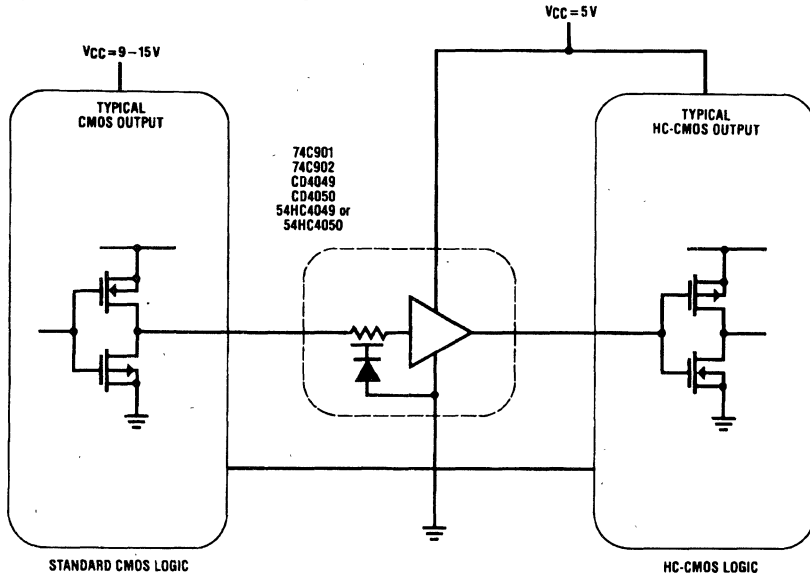 VCC=9-15V
TYPICAL
CMOS OUTPUT
STANDARD CMOS LOGIC
74C901
74C902
CD4049
CD4050
54HC4049 or
54HC4050
VCC=5V
TYPICAL
HC-CMOS OUTPUT
HC-CMOS LOGIC